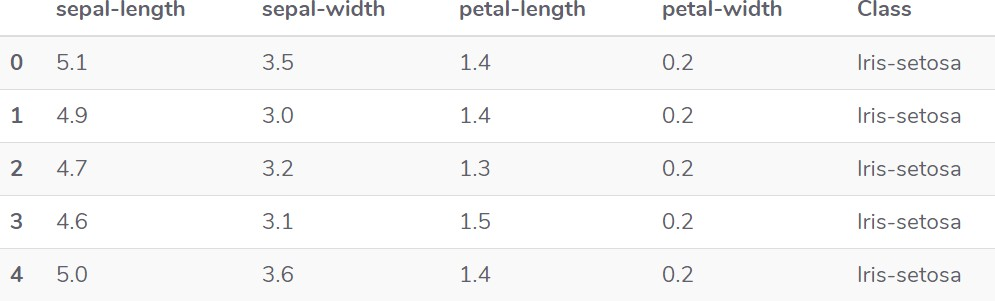 sepal-length sepal-width petal-length petal-width Class
0 5.1 3.5 1.4 0.2 Iris-setosa
1 4.9 3.0 1.4 0.2 Iris-setosa
2 4.7 3.2 1.3 0.2 Iris-setosa
3 4.6 3.1 1.5 0.2 Iris-setosa
4 5.0 3.6 1.4 0.2 Iris-setosa